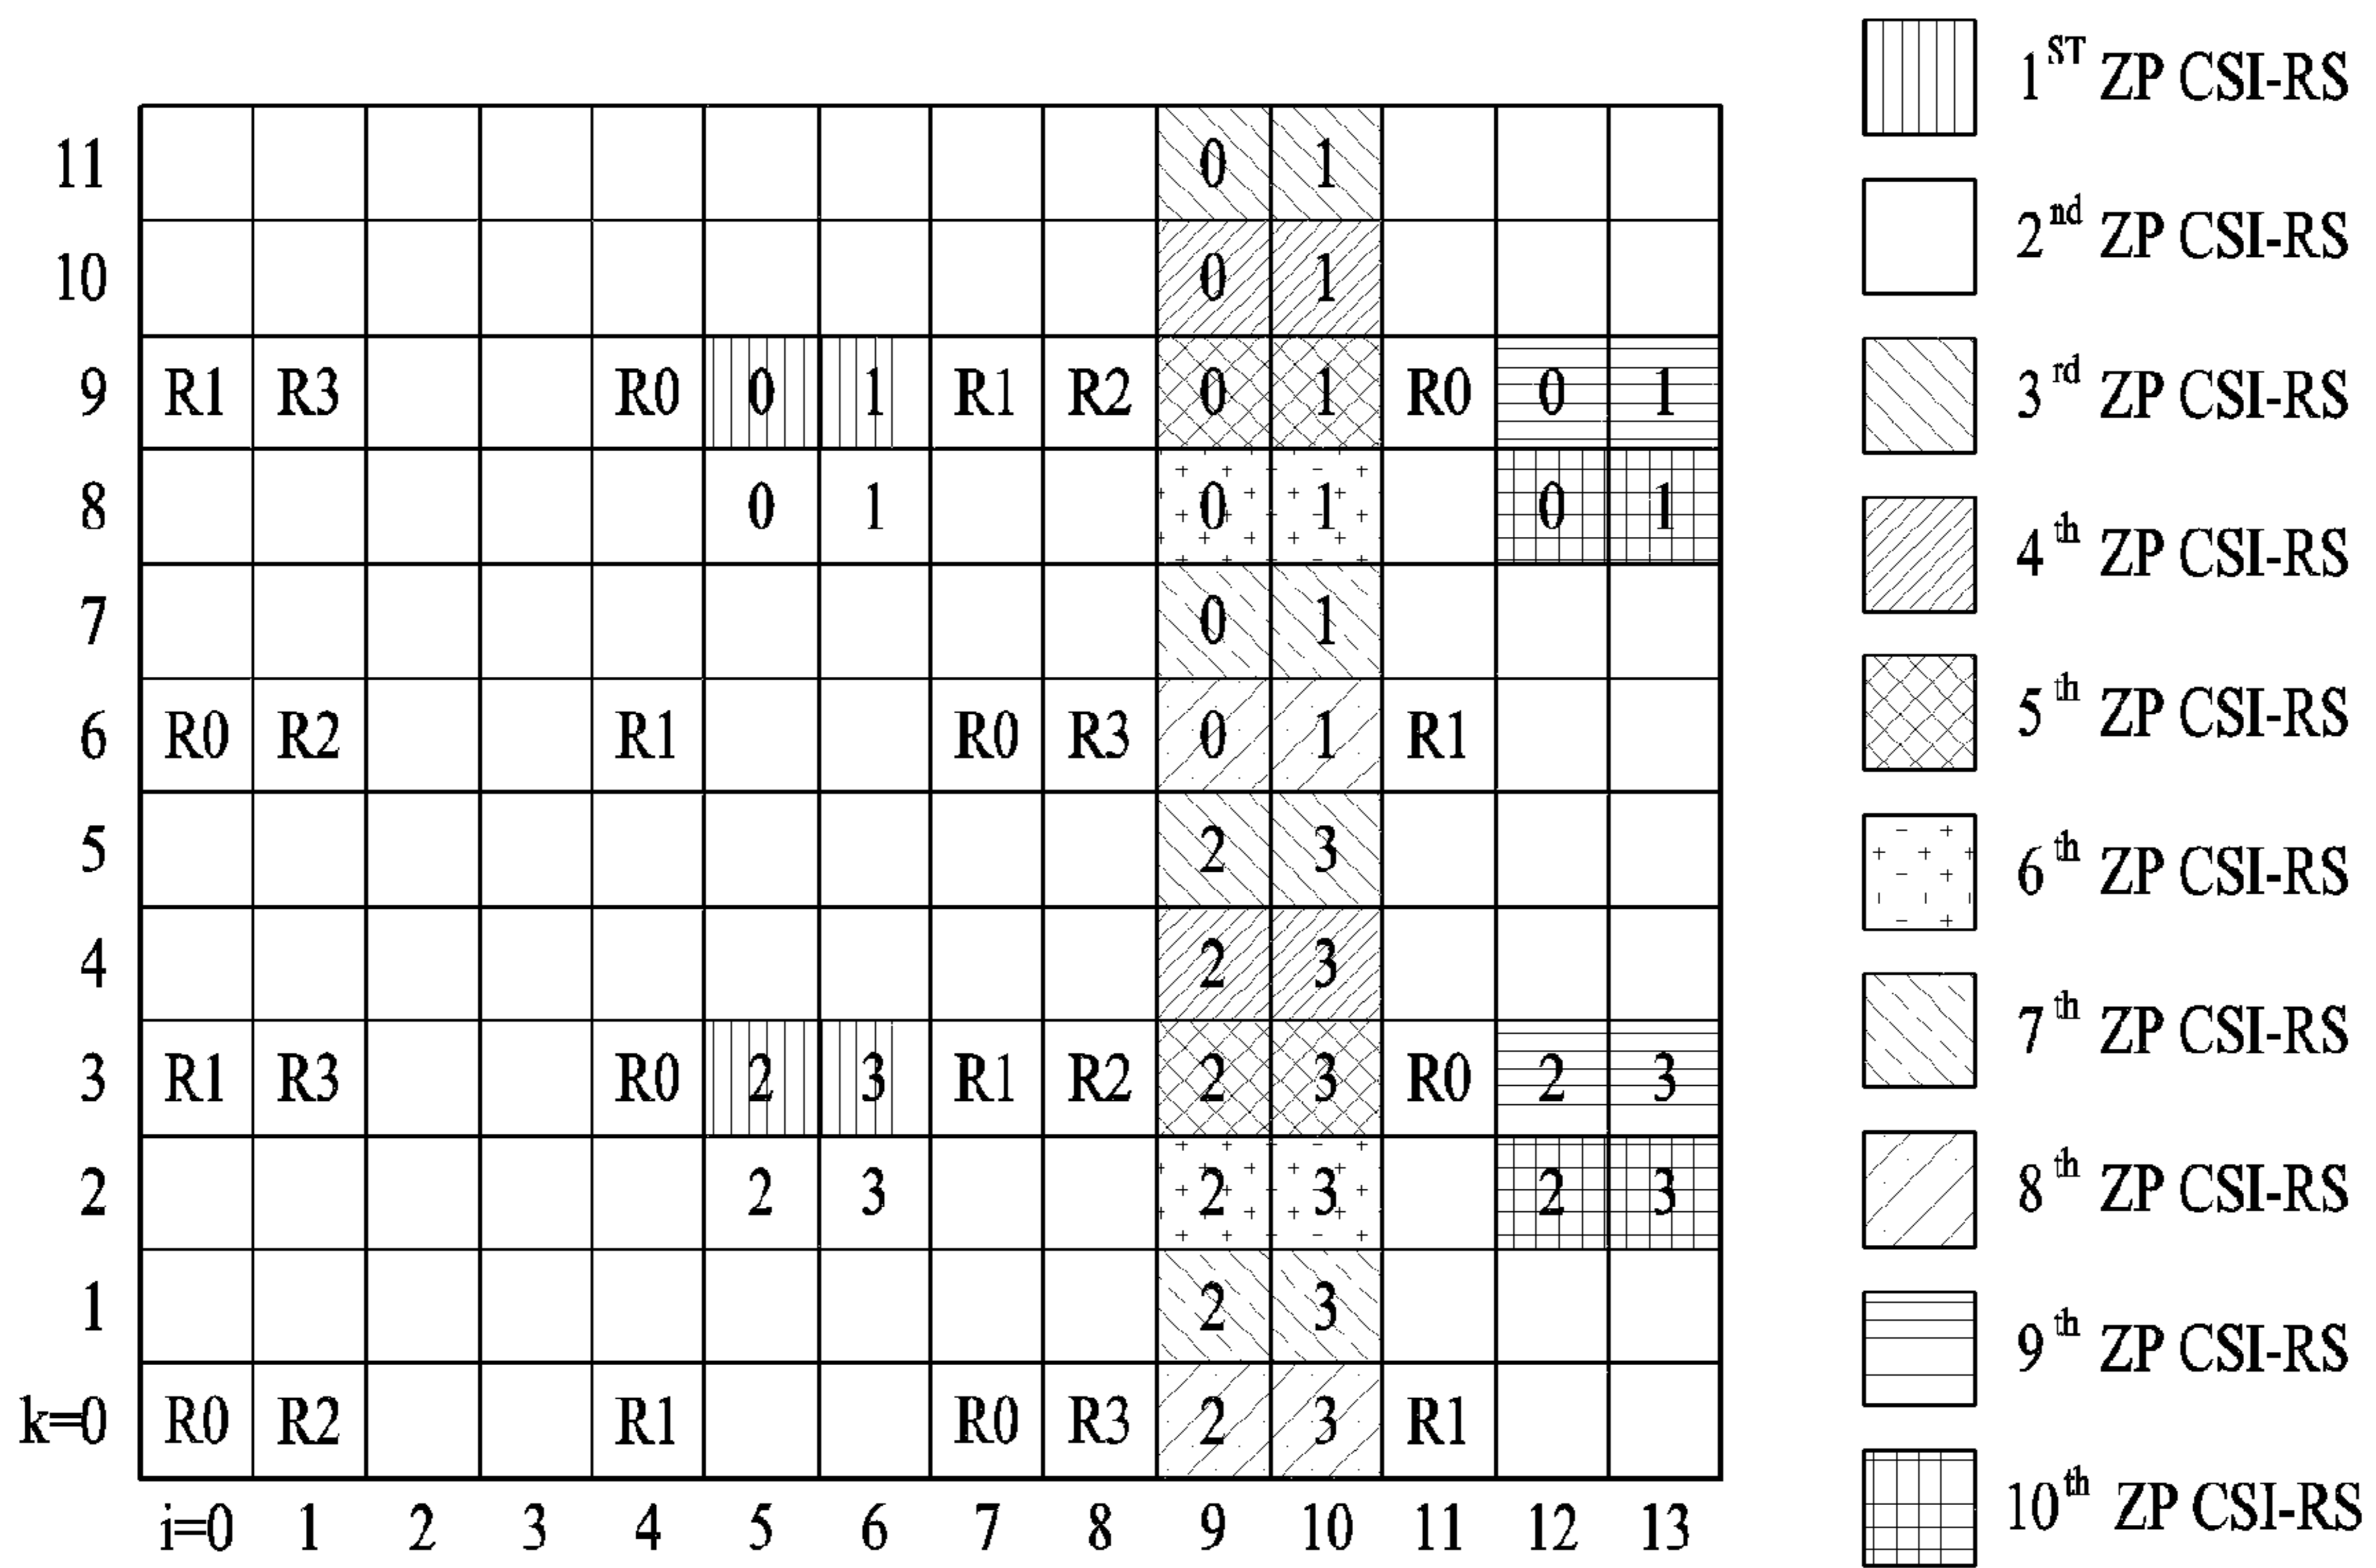 11 0 1
10 0 1
9 R1 R3 R0 0 1 R1 R2 0 1 R0 0 1
8 0 1 0 1 0 1
7 0 1
6 R0 R2 R1 R0 R3 0 1 R1
5 2 3
4 2 3
3 R1 R3 R0 2 3 R1 R2 2 3 R0 2 3
2 2 3 2 3 2 3
1 2 3
k=0 R0 R2 R1 R0 R3 2 3 R1
i=0 1 2 3 4 5 6 7 8 9 10 11 12 13
1ST ZP CSI-RS
2nd ZP CSI-RS
3rd ZP CSI-RS
4th ZP CSI-RS
5th ZP CSI-RS
6th ZP CSI-RS
7th ZP CSI-RS
8th ZP CSI-RS
9th ZP CSI-RS
10th ZP CSI-RS